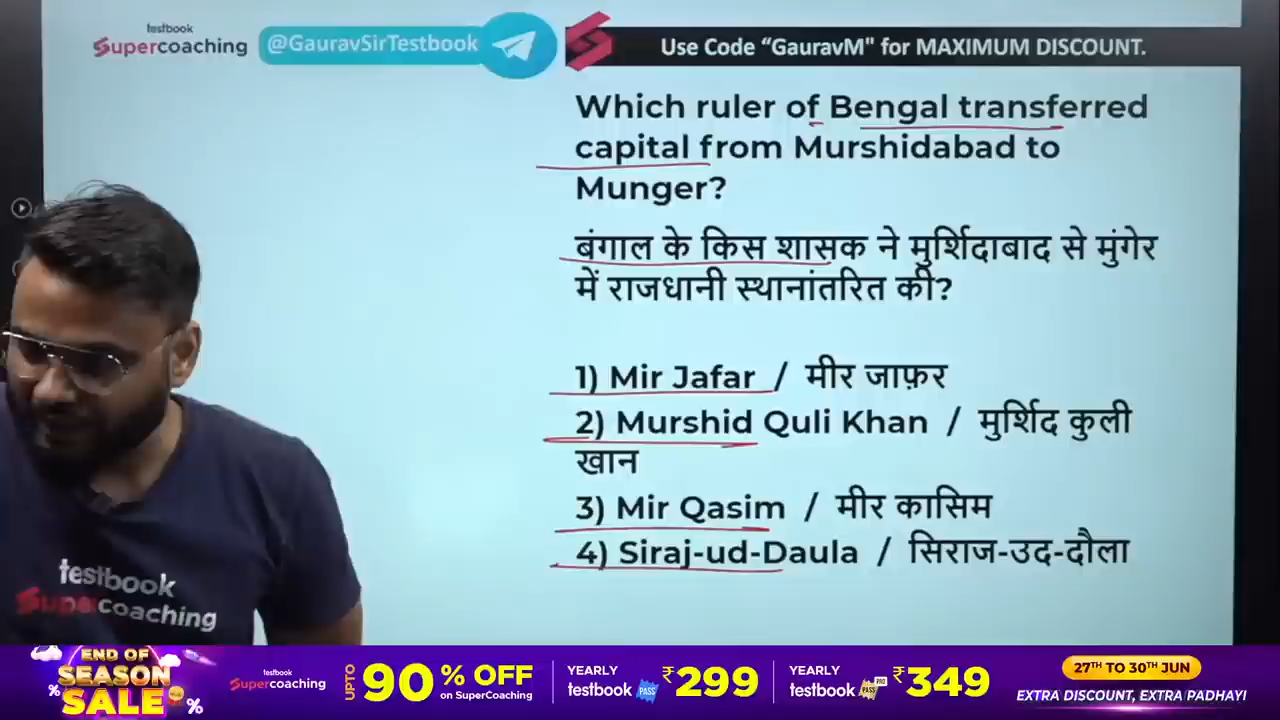 testbook
Supercoaching
@GauravSirTestbook
Use Code “GauravM" for MAXIMUM DISCOUNT.
Which ruler of Bengal transferred
capital from Murshidabad to
Munger?
बंगाल के किस शासक ने मुर्शिदाबाद से मुंगेर
में राजधानी स्थानांतरित की?
1) Mir Jafar / मीर जाफ़र
2) Murshid Quli Khan / मुर्शिद कुली
खान
3) Mir Qasim / मीर कासिम
4) Siraj-ud-Daula / सिराज-उद-दौला
testbook
Supercoaching
END OF
SEASON
SALE
%
%
testbook
Supercoaching
UPTO 90% OFF
on SuperCoaching
YEARLY
testbook PASS
₹299
YEARLY
testbook PASS PRO
₹349
27TH TO 30TH JUN
EXTRA DISCOUNT, EXTRA PADHAYI